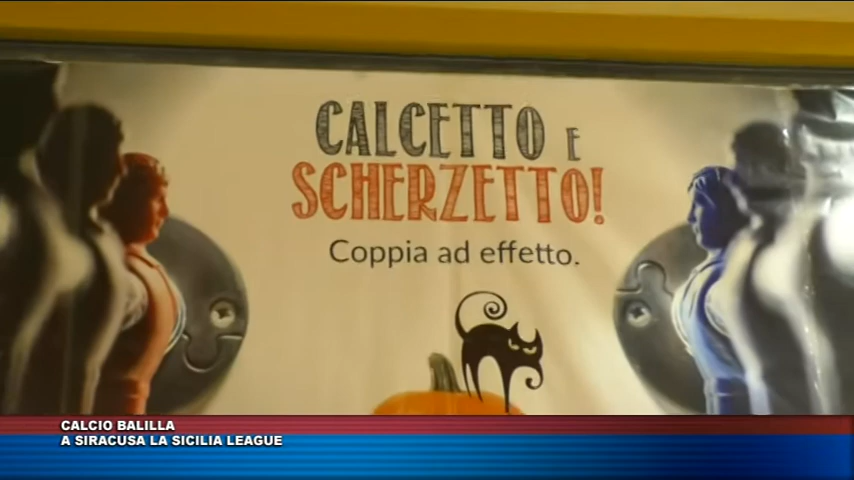 CALCETTO E
SCHERZETTO!
Coppia ad effetto.
CALCIO BALILLA
A SIRACUSA LA SICILIA LEAGUE